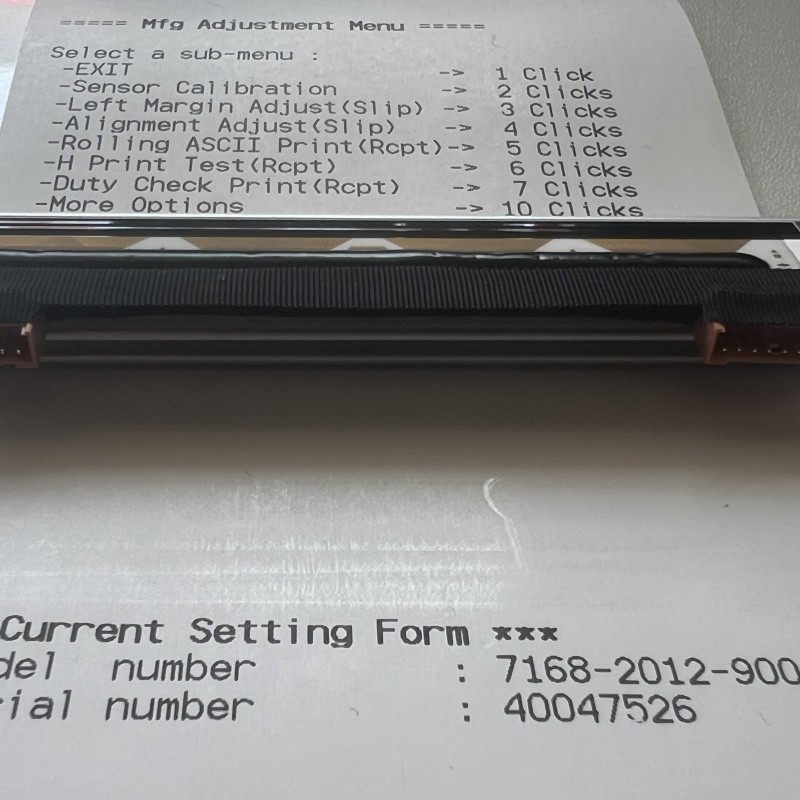 ===== Mfg Adjustment Menu =====
Select a sub-menu :
-EXIT -> 1 Click
-Sensor Calibration -> 2 Clicks
-Left Margin Adjust(Slip) -> 3 Clicks
-Alignment Adjust(Slip) -> 4 Clicks
-Rolling ASCII Print(Rcpt)-> 5 Clicks
-H Print Test(Rcpt) -> 6 Clicks
-Duty Check Print(Rcpt) -> 7 Clicks
-More Options -> 10 Clicks
Current Setting Form ***
del number : 7168-2012-900
ial number : 40047526